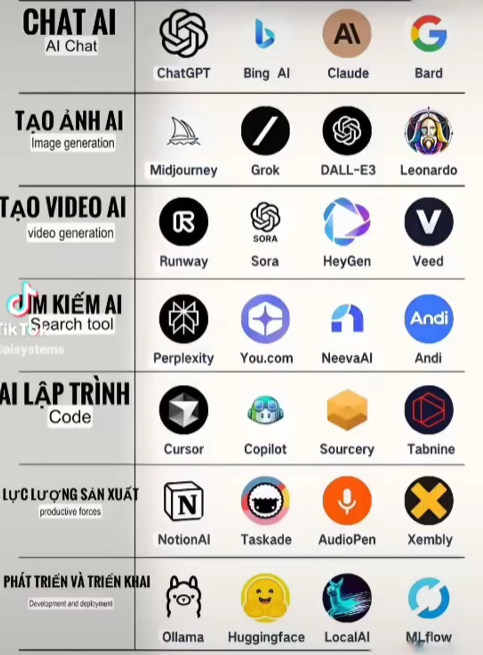 CHAT AI
AI Chat
ChatGPT Bing AI Claude Bard
TẠO ẢNH AI
Image generation
Midjourney Grok DALL-E3 Leonardo
TẠO VIDEO AI
video generation
SORA
Runway Sora HeyGen Veed
KIẾM AI
Search tool
TikTok
aisystems
Andi
Perplexity You.com NeevaAI Andi
AI LẬP TRÌNH
Code
Cursor Copilot Sourcery Tabnine
LỰC LƯỢNG SẢN XUẤT
productive forces
NotionAI Taskade AudioPen Xembly
PHÁT TRIỂN VÀ TRIỂN KHAI
Development and deployment
Ollama Huggingface LocalAI MLflow